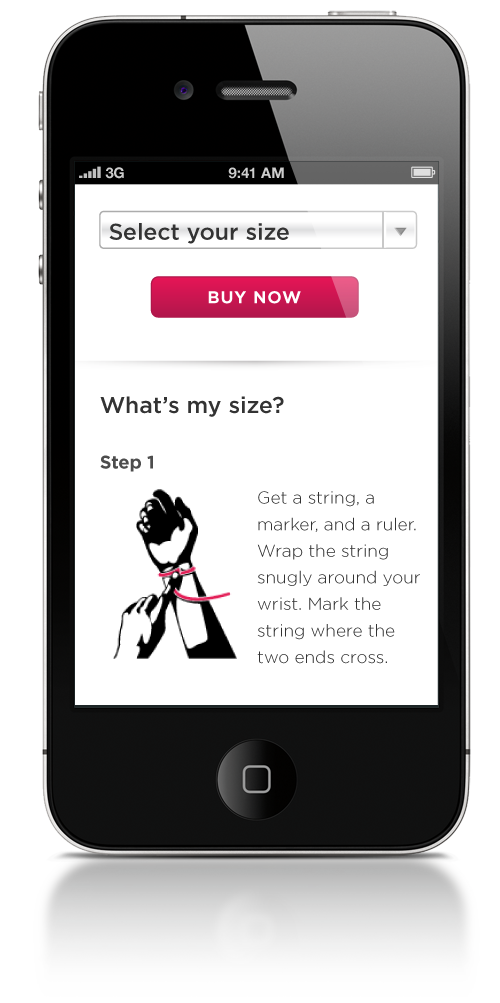 3G 9:41 AM
Select your size
BUY NOW
What's my size?
Step 1
Get a string, a
marker, and a ruler.
Wrap the string
snugly around your
wrist. Mark the
string where the
two ends cross.